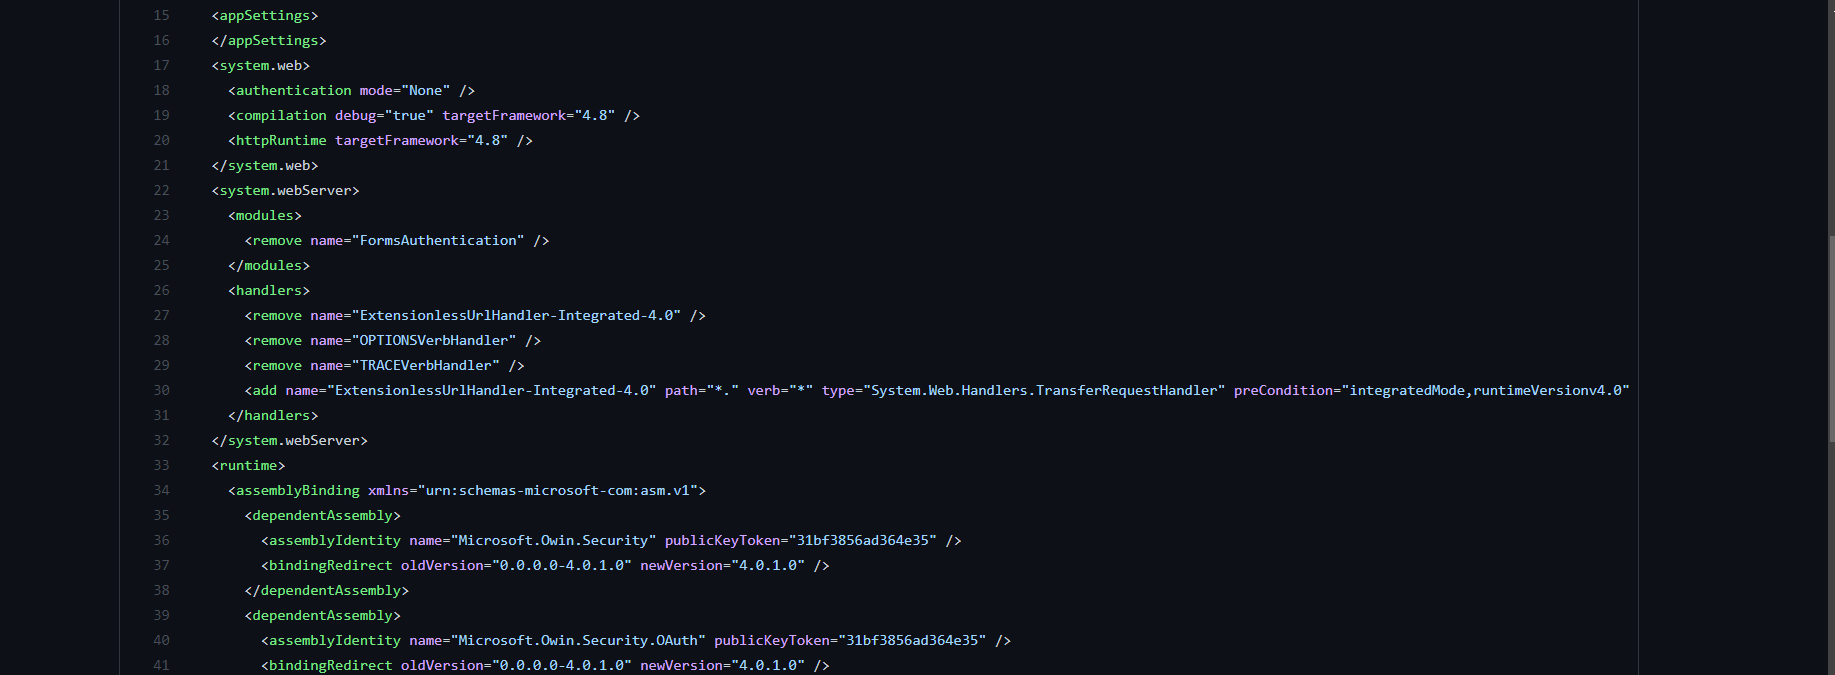 15 <appSettings>
16 </appSettings>
17 <system.web>
18 <authentication mode="None" />
19 <compilation debug="true" targetFramework="4.8" />
20 <httpRuntime targetFramework="4.8" />
21 </system.web>
22 <system.webServer>
23 <modules>
24 <remove name="FormsAuthentication" />
25 </modules>
26 <handlers>
27 <remove name="ExtensionlessUrlHandler-Integrated-4.0" />
28 <remove name="OPTIONSVerbHandler" />
29 <remove name="TRACEVerbHandler" />
30 <add name="ExtensionlessUrlHandler-Integrated-4.0" path="*." verb="*" type="System.Web.Handlers.TransferRequestHandler" preCondition="integratedMode,runtimeVersionv4.0"
31 </handlers>
32 </system.webServer>
33 <runtime>
34 <assemblyBinding xmlns="urn:schemas-microsoft-com:asm.v1">
35 <dependentAssembly>
36 <assemblyIdentity name="Microsoft.Owin.Security" publicKeyToken="31bf3856ad364e35" />
37 <bindingRedirect oldVersion="0.0.0.0-4.0.1.0" newVersion="4.0.1.0" />
38 </dependentAssembly>
39 <dependentAssembly>
40 <assemblyIdentity name="Microsoft.Owin.Security.OAuth" publicKeyToken="31bf3856ad364e35" />
41 <bindingRedirect oldVersion="0.0.0.0-4.0.1.0" newVersion="4.0.1.0" />